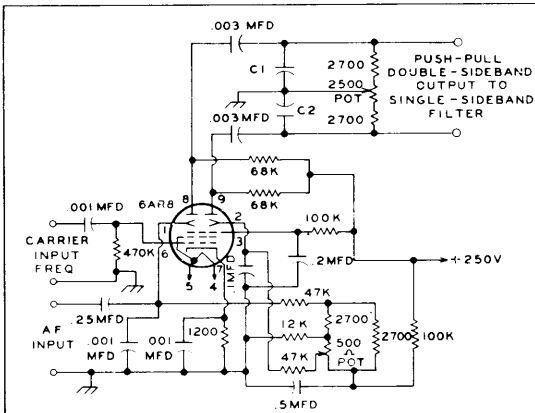 .003 MFD
C1
2700
2500
POT
C2
2700
.003 MFD
PUSH-PULL
DOUBLE-SIDEBAND
OUTPUT TO
SINGLE-SIDEBAND
FILTER
68K
68K
.001 MFD
6AR8
8
9
1
2
3
6
7
5
4
100K
CARRIER
INPUT
FREQ
470K
.1MFD
.2MFD
+250V
.25MFD
47K
AF
INPUT
.001
MFD
001
MFD
1200
12K
2700
2700
100K
47K
500
Ω
POT
.5MFD